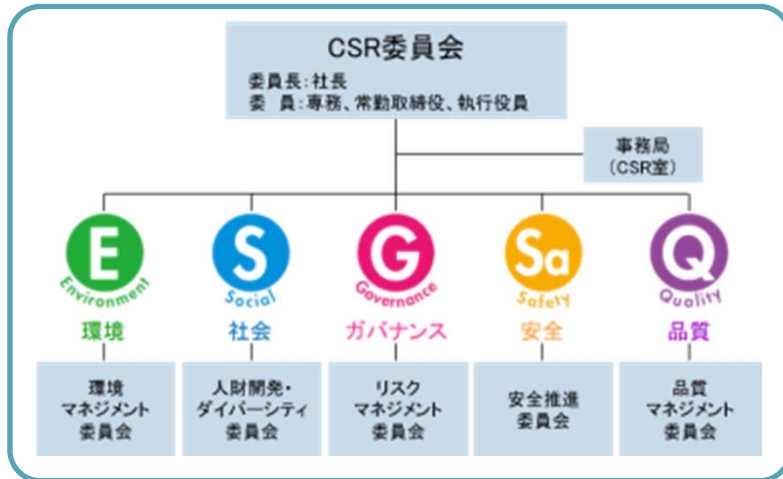 CSR委員会
委員長:社長
委 員:専務、常勤取締役、執行役員
事務局
(CSR室)
E
Environment
環境
S
Social
社会
G
Governance
ガバナンス
Sa
Safety
安全
Q
Quality
品質
環境
マネジメント
委員会
人財開発・
ダイバーシティ
委員会
リスク
マネジメント
委員会
安全推進
委員会
品質
マネジメント
委員会